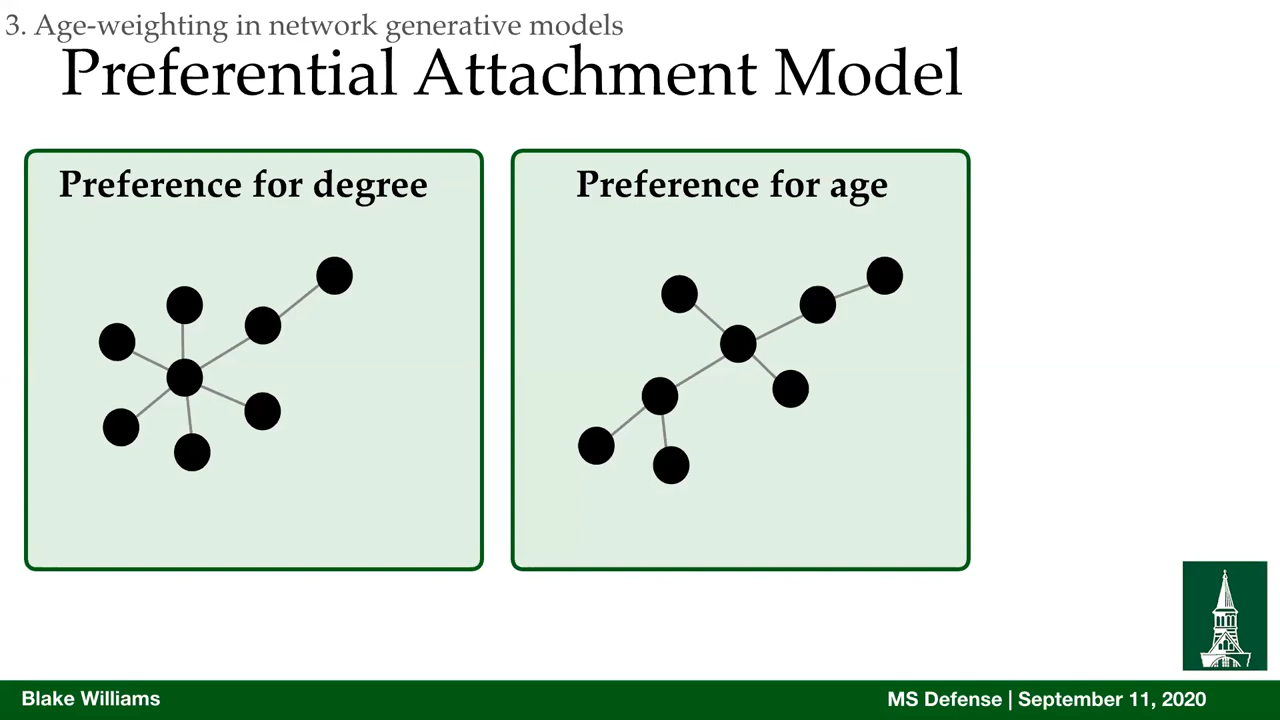 3. Age-weighting in network generative models
Preferential Attachment Model
Preference for degree
Preference for age
Blake Williams
MS Defense | September 11, 2020